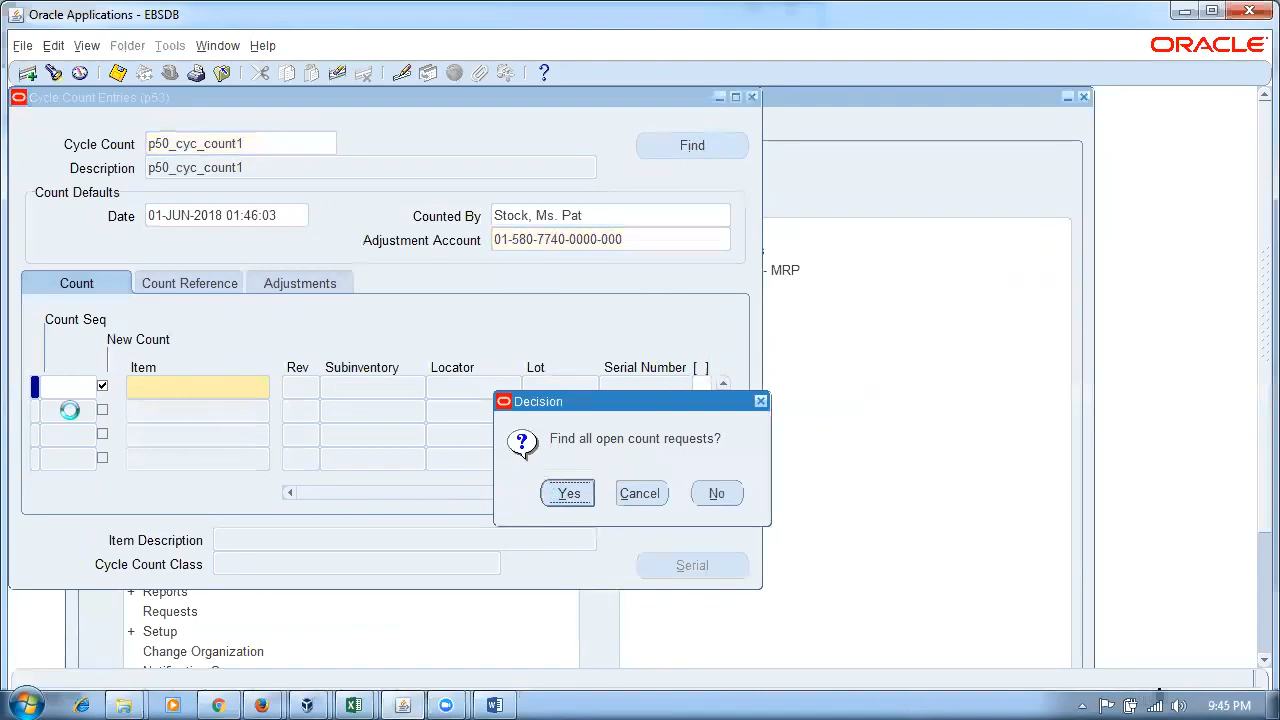 Oracle Applications - EBSDB
File Edit View Folder Tools Window Help
ORACLE
Cycle Count Entries (p53)
Cycle Count p50_cyc_count1 Find
Description p50_cyc_count1
Count Defaults
Date 01-JUN-2018 01:46:03 Counted By Stock, Ms. Pat
Adjustment Account 01-580-7740-0000-000
- MRP
Count Count Reference Adjustments
Count Seq
New Count
Item Rev Subinventory Locator Lot Serial Number [ ]
Decision
Find all open count requests?
Yes Cancel No
Item Description
Cycle Count Class Serial
+ Reports
Requests
+ Setup
Change Organization
9:45 PM